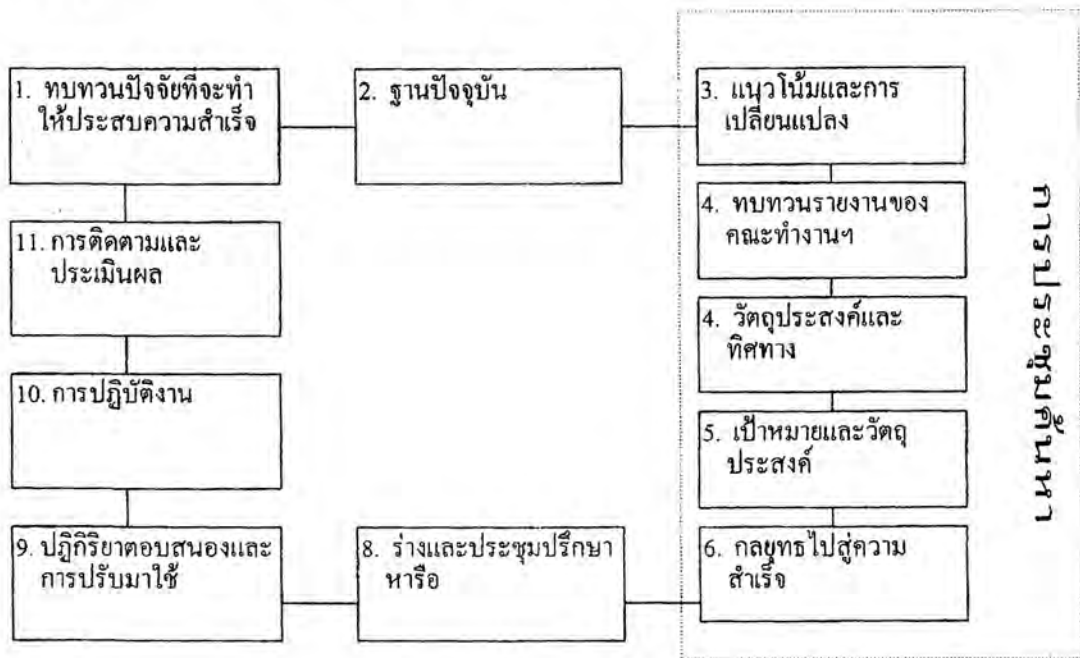 1. ทบทวนปัจจัยที่จะทำ
ให้ประสบความสำเร็จ
2. ฐานปัจจุบัน
3. แนวโน้มและการ
เปลี่ยนแปลง
4. ทบทวนรายงานของ
คณะทำงานฯ
4. วัตถุประสงค์และ
ทิศทาง
5. เป้าหมายและวัตถุ
ประสงค์
6. กลยุทธไปสู่ความ
สำเร็จ
การประชุมค้นหา
8. ร่างและประชุมปรึกษา
หารือ
9. ปฏิกิริยาตอบสนองและ
การปรับมาใช้
10. การปฏิบัติงาน
11. การติดตามและ
ประเมินผล